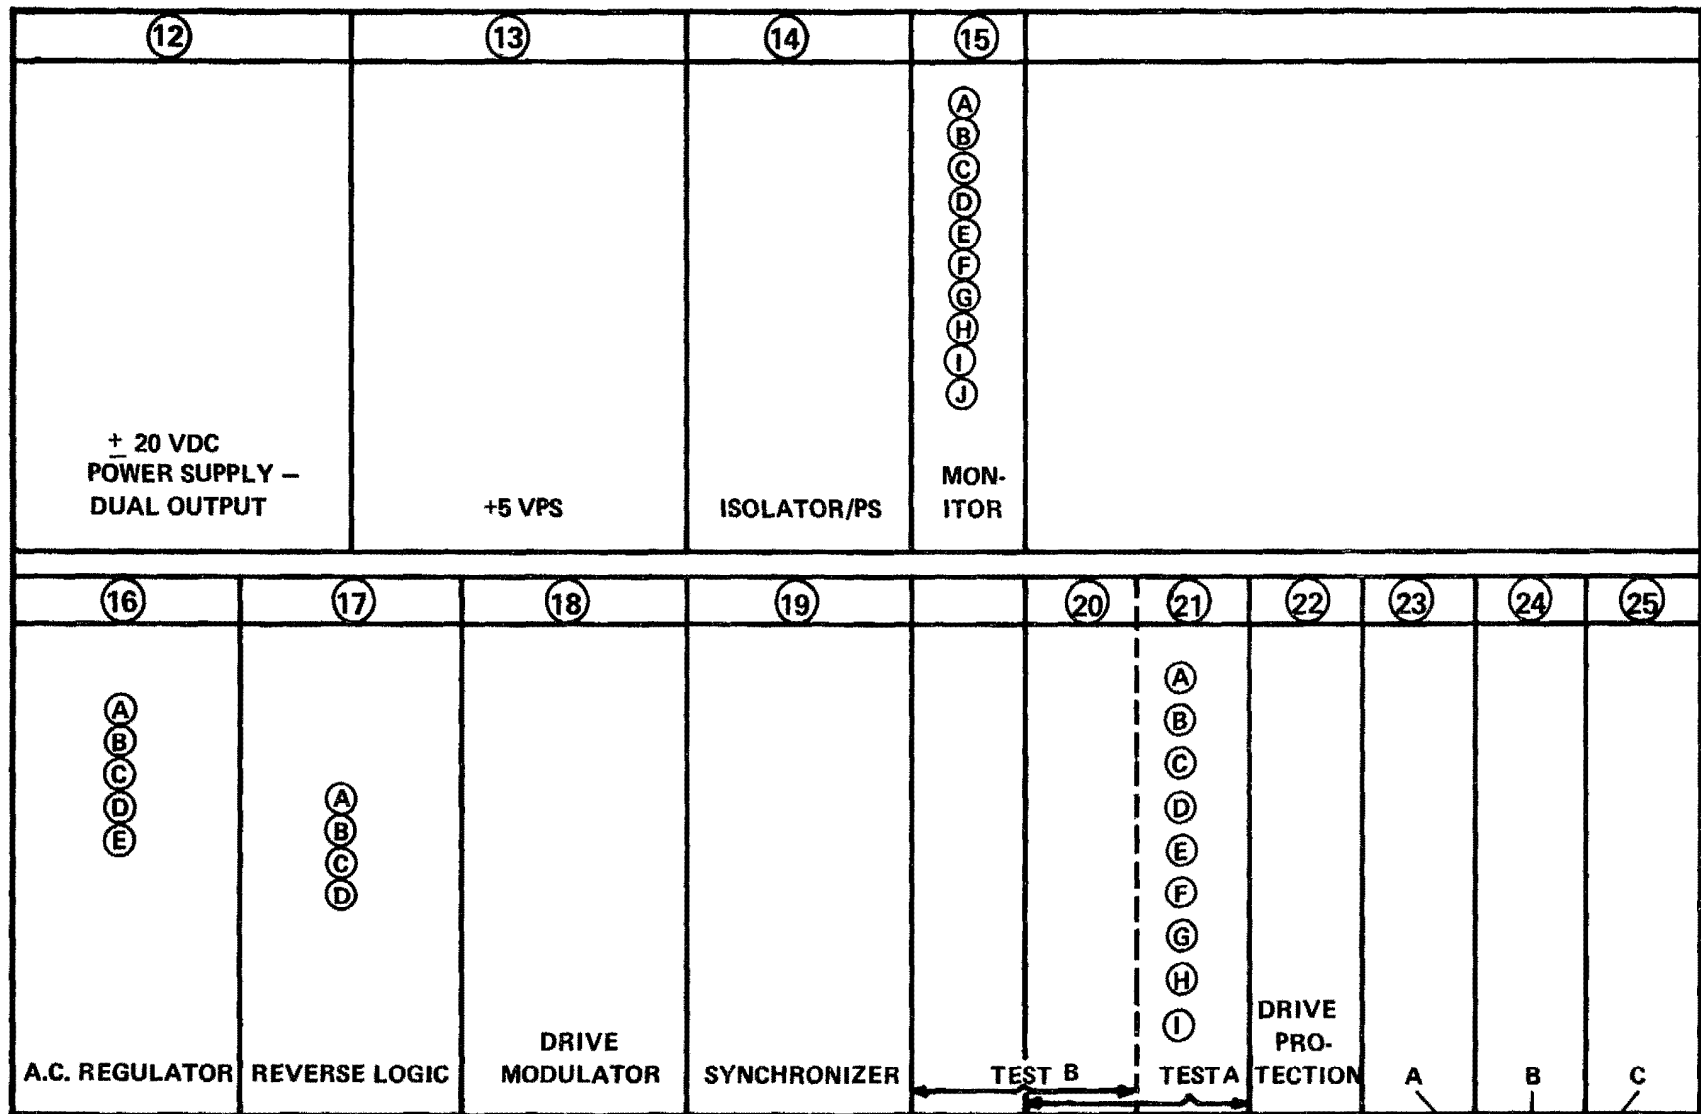 12 13 14 15
A
B
C
D
E
F
G
H
I
J
± 20 VDC
POWER SUPPLY –
DUAL OUTPUT
+5 VPS
ISOLATOR/PS
MON-
ITOR
16 17 18 19 20 21 22 23 24 25
A
B
C
D
E
A
B
C
D
A
B
C
D
E
F
G
H
I
A.C. REGULATOR
REVERSE LOGIC
DRIVE
MODULATOR
SYNCHRONIZER
TEST B
TEST A
DRIVE
PRO-
TECTION
A
B
C